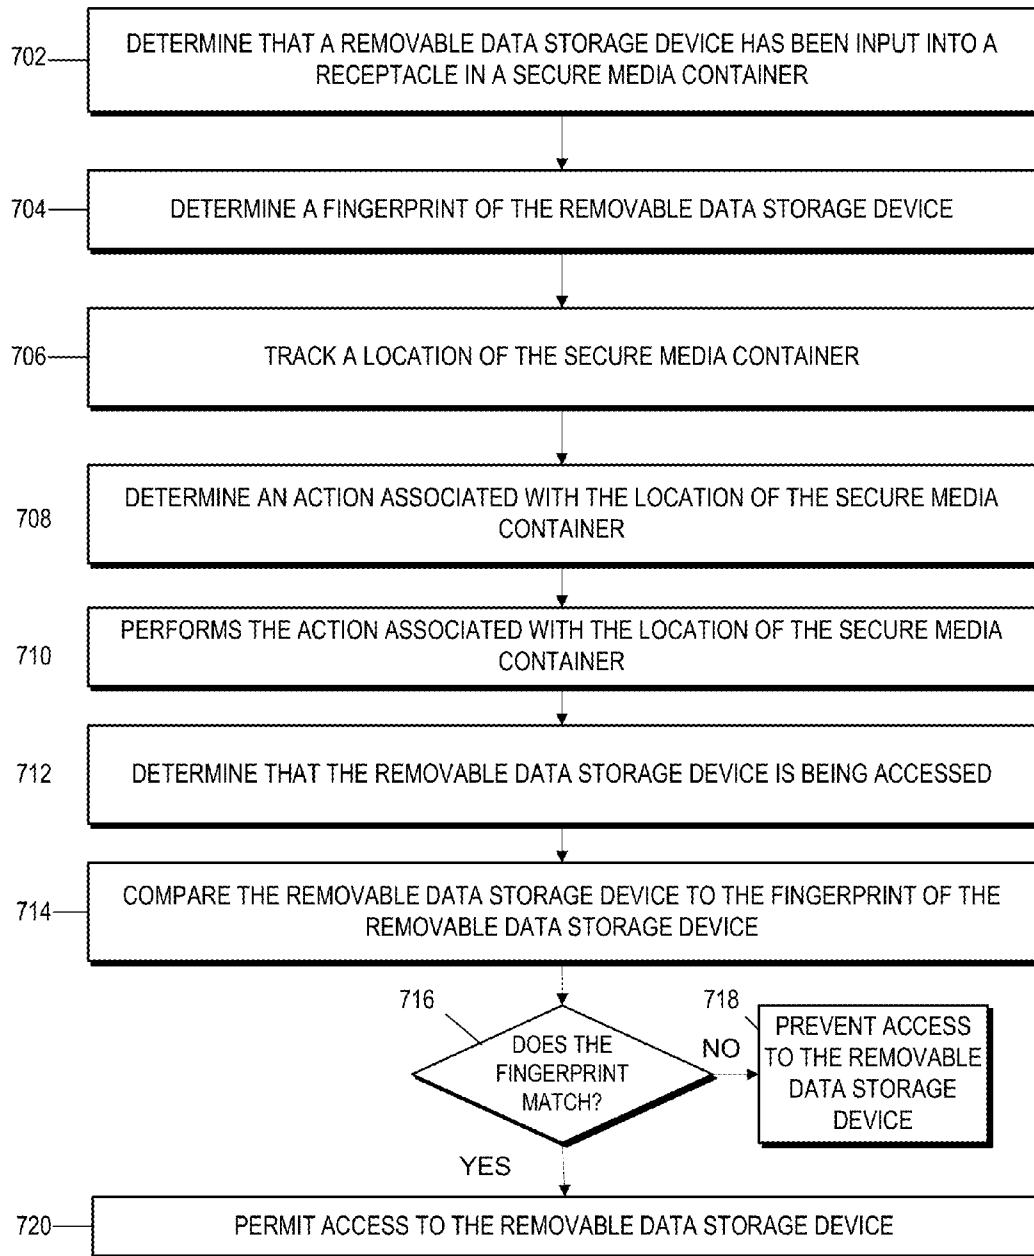 702
DETERMINE THAT A REMOVABLE DATA STORAGE DEVICE HAS BEEN INPUT INTO A
RECEPTACLE IN A SECURE MEDIA CONTAINER
704
DETERMINE A FINGERPRINT OF THE REMOVABLE DATA STORAGE DEVICE
706
TRACK A LOCATION OF THE SECURE MEDIA CONTAINER
708
DETERMINE AN ACTION ASSOCIATED WITH THE LOCATION OF THE SECURE MEDIA
CONTAINER
710
PERFORMS THE ACTION ASSOCIATED WITH THE LOCATION OF THE SECURE MEDIA
CONTAINER
712
DETERMINE THAT THE REMOVABLE DATA STORAGE DEVICE IS BEING ACCESSED
714
COMPARE THE REMOVABLE DATA STORAGE DEVICE TO THE FINGERPRINT OF THE
REMOVABLE DATA STORAGE DEVICE
716
DOES THE
FINGERPRINT
MATCH?
NO
718
PREVENT ACCESS
TO THE REMOVABLE
DATA STORAGE
DEVICE
YES
720
PERMIT ACCESS TO THE REMOVABLE DATA STORAGE DEVICE